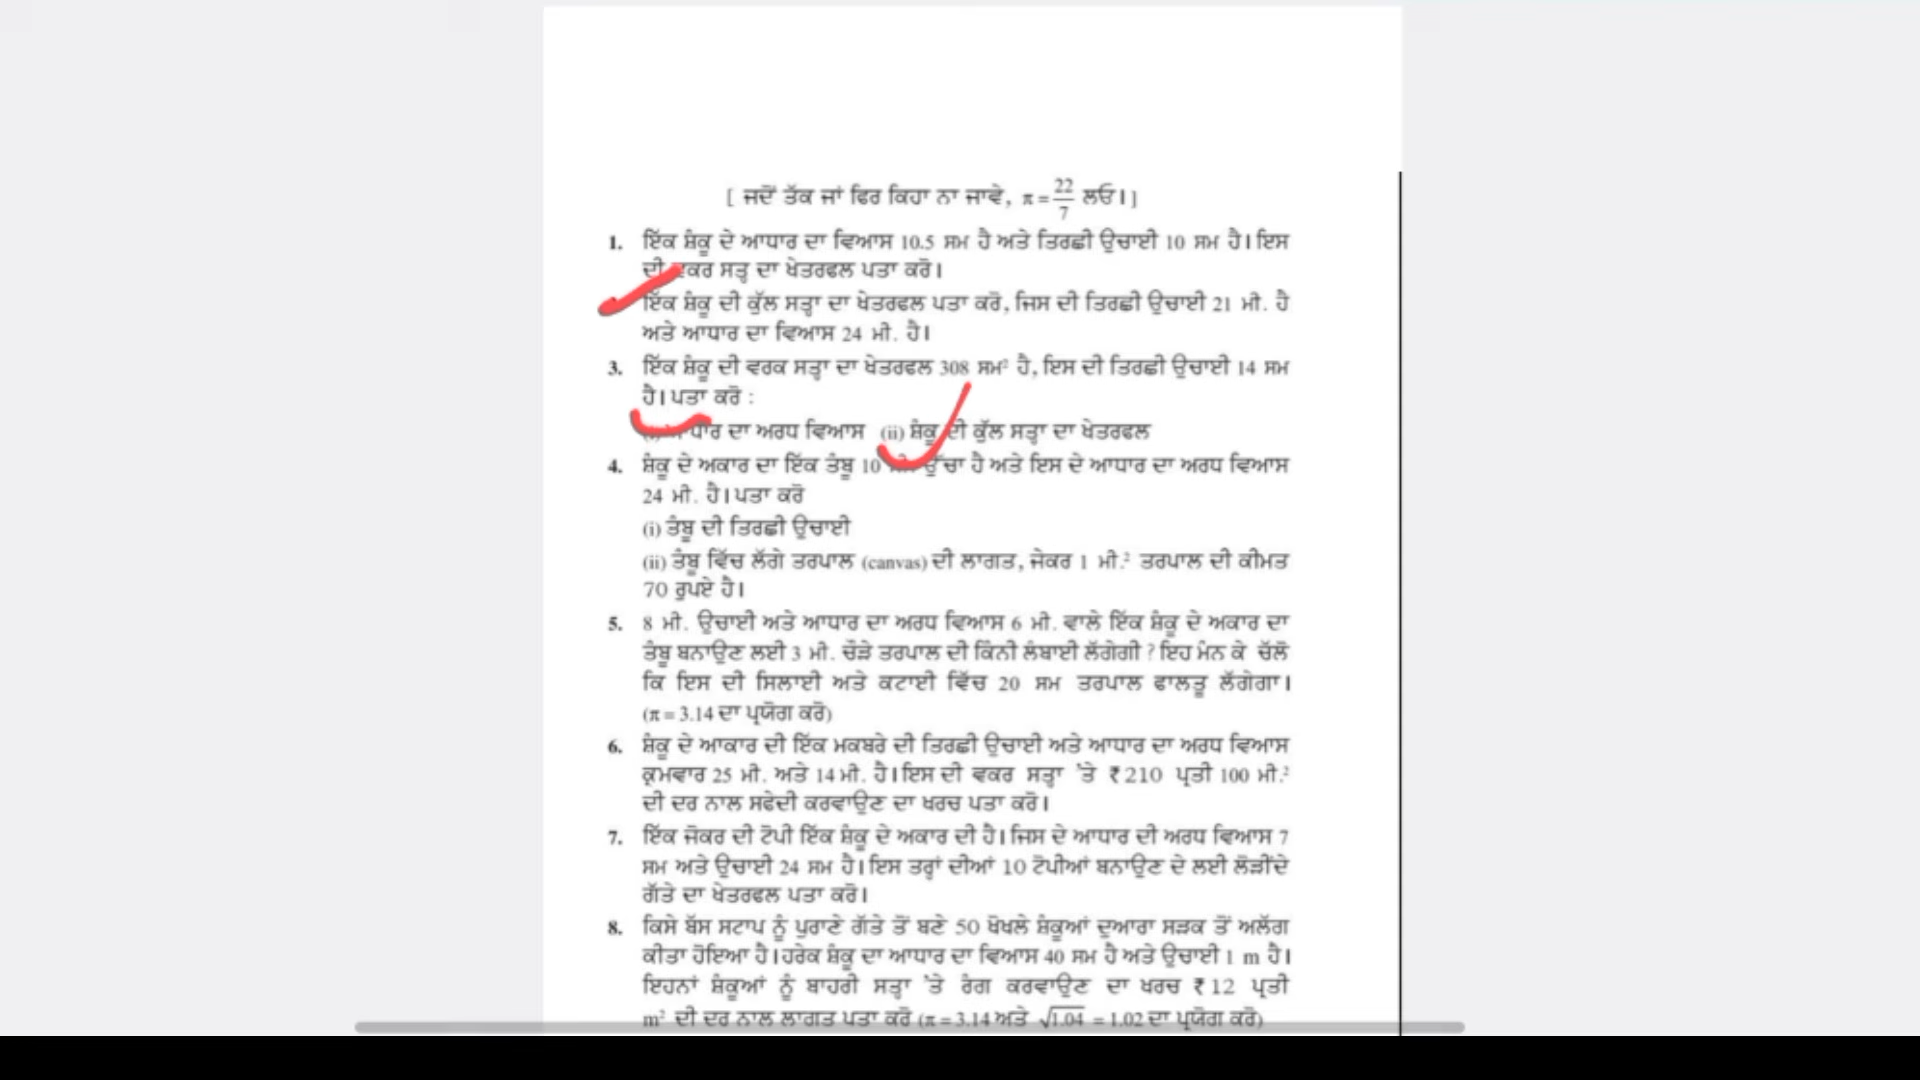 [ ਜਦੋਂ ਤੱਕ ਜਾਂ ਫਿਰ ਕਿਹਾ ਨਾ ਜਾਵੇ, π = 22/7 ਲਓ। ]
1. ਇੱਕ ਸ਼ੰਕੂ ਦੇ ਆਧਾਰ ਦਾ ਵਿਆਸ 10.5 ਸਮ ਹੈ ਅਤੇ ਤਿਰਛੀ ਉਚਾਈ 10 ਸਮ ਹੈ। ਇਸ
ਦੀ ਵਕਰ ਸਤ੍ਹ ਦਾ ਖੇਤਰਫਲ ਪਤਾ ਕਰੋ।
ਇੱਕ ਸ਼ੰਕੂ ਦੀ ਕੁੱਲ ਸਤ੍ਹਾ ਦਾ ਖੇਤਰਫਲ ਪਤਾ ਕਰੋ, ਜਿਸ ਦੀ ਤਿਰਛੀ ਉਚਾਈ 21 ਮੀ. ਹੈ
ਅਤੇ ਆਧਾਰ ਦਾ ਵਿਆਸ 24 ਮੀ. ਹੈ।
3. ਇੱਕ ਸ਼ੰਕੂ ਦੀ ਵਰਕ ਸਤ੍ਹਾ ਦਾ ਖੇਤਰਫਲ 308 ਸਮ² ਹੈ, ਇਸ ਦੀ ਤਿਰਛੀ ਉਚਾਈ 14 ਸਮ
ਹੈ। ਪਤਾ ਕਰੋ :
ਦਾ ਅਰਧ ਵਿਆਸ (ii) ਸ਼ੰਕੂ ਦੀ ਕੁੱਲ ਸਤ੍ਹਾ ਦਾ ਖੇਤਰਫਲ
4. ਸ਼ੰਕੂ ਦੇ ਅਕਾਰ ਦਾ ਇੱਕ ਤੰਬੂ 10 ਉੱਚਾ ਹੈ ਅਤੇ ਇਸ ਦੇ ਆਧਾਰ ਦਾ ਅਰਧ ਵਿਆਸ
24 ਮੀ. ਹੈ। ਪਤਾ ਕਰੋ
(i) ਤੰਬੂ ਦੀ ਤਿਰਛੀ ਉਚਾਈ
(ii) ਤੰਬੂ ਵਿੱਚ ਲੱਗੇ ਤਰਪਾਲ (canvas) ਦੀ ਲਾਗਤ, ਜੇਕਰ 1 ਮੀ.² ਤਰਪਾਲ ਦੀ ਕੀਮਤ
70 ਰੁਪਏ ਹੈ।
5. 8 ਮੀ. ਉਚਾਈ ਅਤੇ ਆਧਾਰ ਦਾ ਅਰਧ ਵਿਆਸ 6 ਮੀ. ਵਾਲੇ ਇੱਕ ਸ਼ੰਕੂ ਦੇ ਅਕਾਰ ਦਾ
ਤੰਬੂ ਬਨਾਉਣ ਲਈ 3 ਮੀ. ਚੌੜੇ ਤਰਪਾਲ ਦੀ ਕਿੰਨੀ ਲੰਬਾਈ ਲੱਗੇਗੀ ? ਇਹ ਮੰਨ ਕੇ ਚੱਲੋ
ਕਿ ਇਸ ਦੀ ਸਿਲਾਈ ਅਤੇ ਕਟਾਈ ਵਿੱਚ 20 ਸਮ ਤਰਪਾਲ ਫਾਲਤੂ ਲੱਗੇਗਾ।
(π = 3.14 ਦਾ ਪ੍ਰਯੋਗ ਕਰੋ)
6. ਸ਼ੰਕੂ ਦੇ ਆਕਾਰ ਦੀ ਇੱਕ ਮਕਬਰੇ ਦੀ ਤਿਰਛੀ ਉਚਾਈ ਅਤੇ ਆਧਾਰ ਦਾ ਅਰਧ ਵਿਆਸ
ਕ੍ਰਮਵਾਰ 25 ਮੀ. ਅਤੇ 14 ਮੀ. ਹੈ। ਇਸ ਦੀ ਵਕਰ ਸਤ੍ਹਾ 'ਤੇ ₹ 210 ਪ੍ਰਤੀ 100 ਮੀ.²
ਦੀ ਦਰ ਨਾਲ ਸਫੇਦੀ ਕਰਵਾਉਣ ਦਾ ਖਰਚ ਪਤਾ ਕਰੋ।
7. ਇੱਕ ਜੋਕਰ ਦੀ ਟੋਪੀ ਇੱਕ ਸ਼ੰਕੂ ਦੇ ਅਕਾਰ ਦੀ ਹੈ। ਜਿਸ ਦੇ ਆਧਾਰ ਦੀ ਅਰਧ ਵਿਆਸ 7
ਸਮ ਅਤੇ ਉਚਾਈ 24 ਸਮ ਹੈ। ਇਸ ਤਰ੍ਹਾਂ ਦੀਆਂ 10 ਟੋਪੀਆਂ ਬਨਾਉਣ ਦੇ ਲਈ ਲੋੜੀਂਦੇ
ਗੱਤੇ ਦਾ ਖੇਤਰਫਲ ਪਤਾ ਕਰੋ।
8. ਕਿਸੇ ਬੱਸ ਸਟਾਪ ਨੂੰ ਪੁਰਾਣੇ ਗੱਤੇ ਤੋਂ ਬਣੇ 50 ਖੋਖਲੇ ਸ਼ੰਕੂਆਂ ਦੁਆਰਾ ਸੜਕ ਤੋਂ ਅਲੱਗ
ਕੀਤਾ ਹੋਇਆ ਹੈ। ਹਰੇਕ ਸ਼ੰਕੂ ਦਾ ਆਧਾਰ ਦਾ ਵਿਆਸ 40 ਸਮ ਹੈ ਅਤੇ ਉਚਾਈ 1 m ਹੈ।
ਇਹਨਾਂ ਸ਼ੰਕੂਆਂ ਨੂੰ ਬਾਹਰੀ ਸਤ੍ਹਾ 'ਤੇ ਰੰਗ ਕਰਵਾਉਣ ਦਾ ਖਰਚ ₹ 12 ਪ੍ਰਤੀ
m² ਦੀ ਦਰ ਨਾਲ ਲਾਗਤ ਪਤਾ ਕਰੋ (π = 3.14 ਅਤੇ √1.04 = 1.02 ਦਾ ਪ੍ਰਯੋਗ ਕਰੋ)